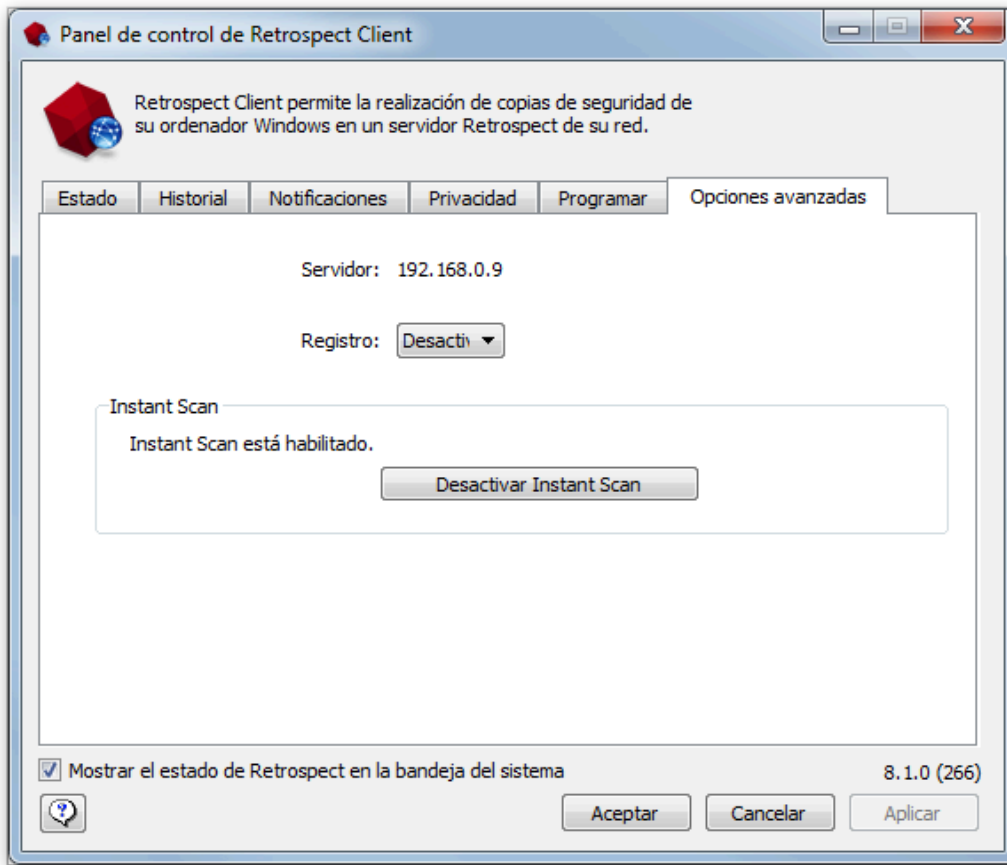 Panel de control de Retrospect Client
Retrospect Client permite la realización de copias de seguridad de
su ordenador Windows en un servidor Retrospect de su red.
Estado Historial Notificaciones Privacidad Programar Opciones avanzadas
Servidor: 192.168.0.9
Registro: Desactiv
Instant Scan
Instant Scan está habilitado.
Desactivar Instant Scan
Mostrar el estado de Retrospect en la bandeja del sistema
8.1.0 (266)
Aceptar Cancelar Aplicar